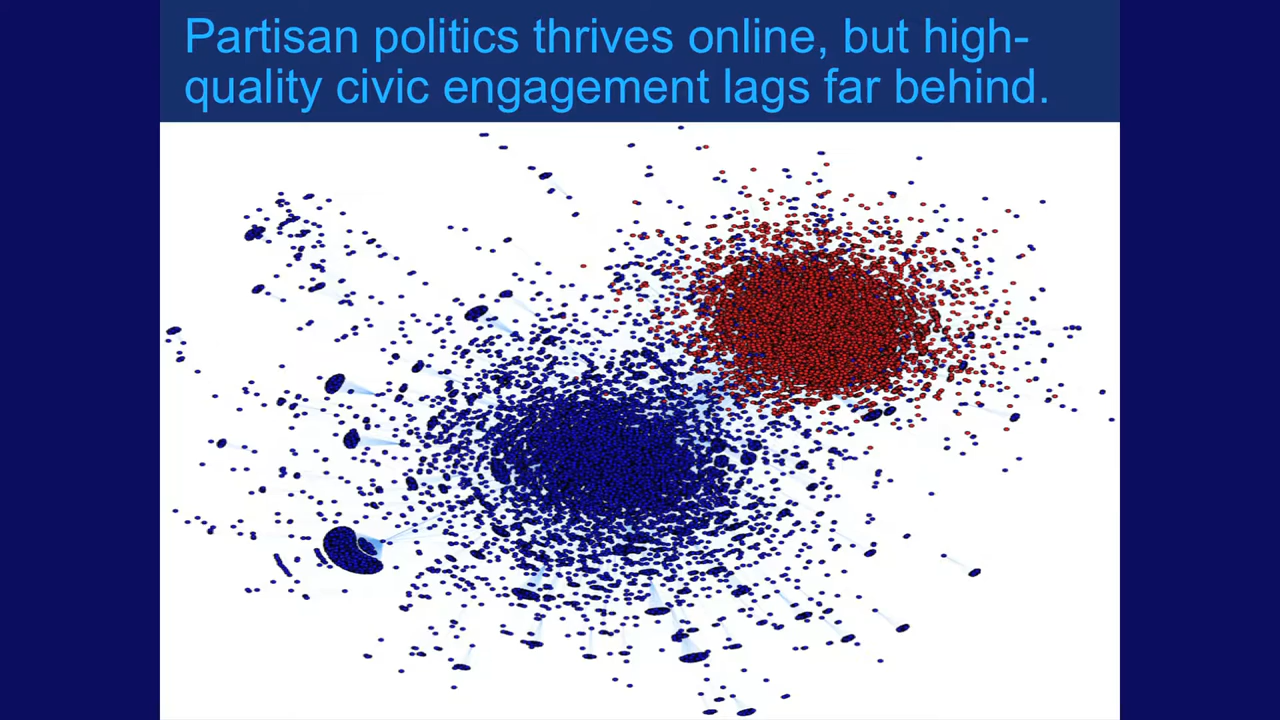 Partisan politics thrives online, but high-
quality civic engagement lags far behind.